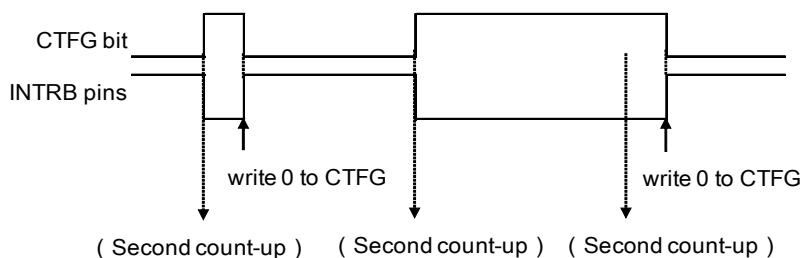 CTFG bit
INTRB pins
write 0 to CTFG
write 0 to CTFG
( Second count-up )
( Second count-up )
( Second count-up )